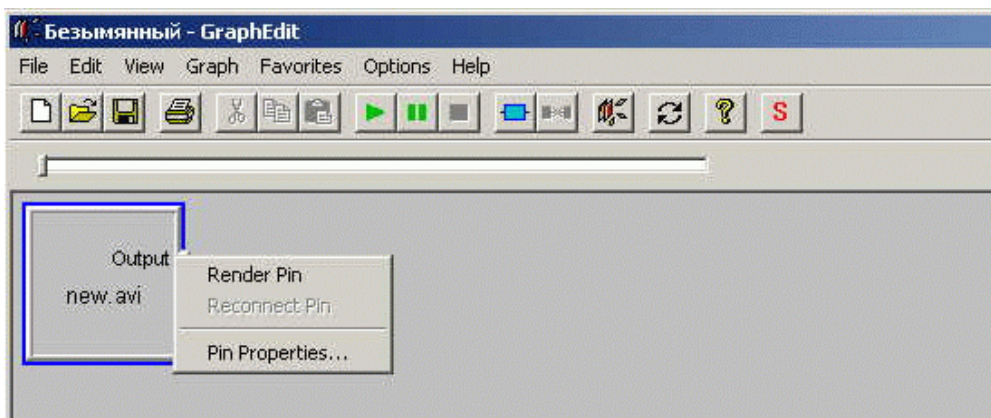 Безымянный - GraphEdit
File Edit View Graph Favorites Options Help
S
Output
new.avi
Render Pin
Reconnect Pin
Pin Properties...